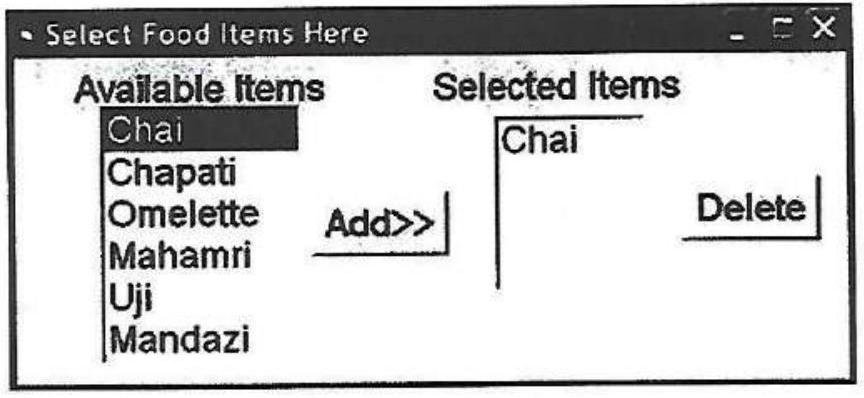 Select Food Items Here
Available Items
Selected Items
Chai
Chapati
Omelette
Mahamri
Uji
Mandazi
Add>>
Chai
Delete